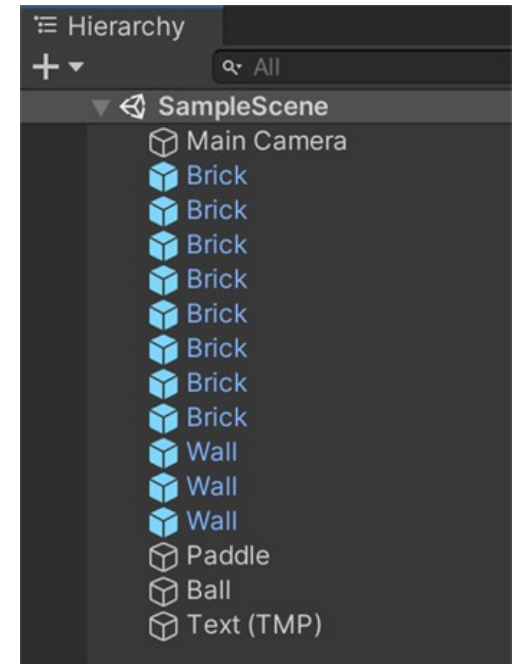 Hierarchy
All
SampleScene
Main Camera
Brick
Brick
Brick
Brick
Brick
Brick
Brick
Brick
Wall
Wall
Wall
Paddle
Ball
Text (TMP)